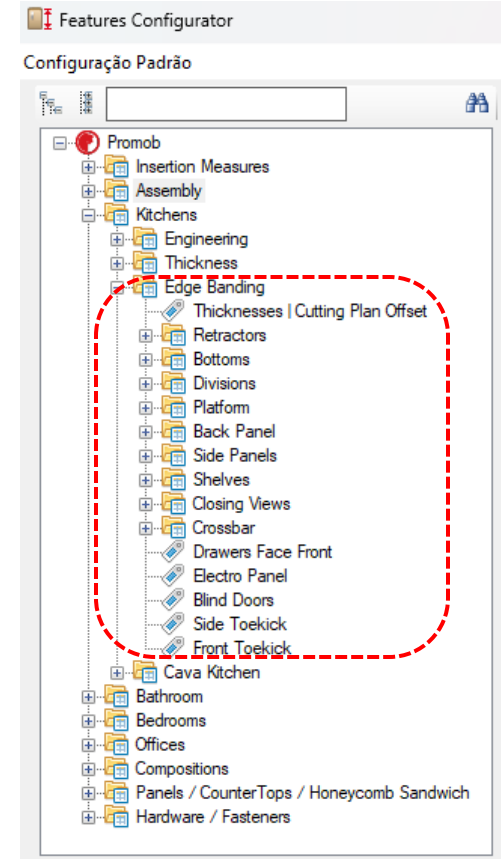 Features Configurator
Configuração Padrão
Promob
Insertion Measures
Assembly
Kitchens
Engineering
Thickness
Edge Banding
Thicknesses | Cutting Plan Offset
Retractors
Bottoms
Divisions
Platform
Back Panel
Side Panels
Shelves
Closing Views
Crossbar
Drawers Face Front
Electro Panel
Blind Doors
Side Toekick
Front Toekick
Cava Kitchen
Bathroom
Bedrooms
Offices
Compositions
Panels / CounterTops / Honeycomb Sandwich
Hardware / Fasteners